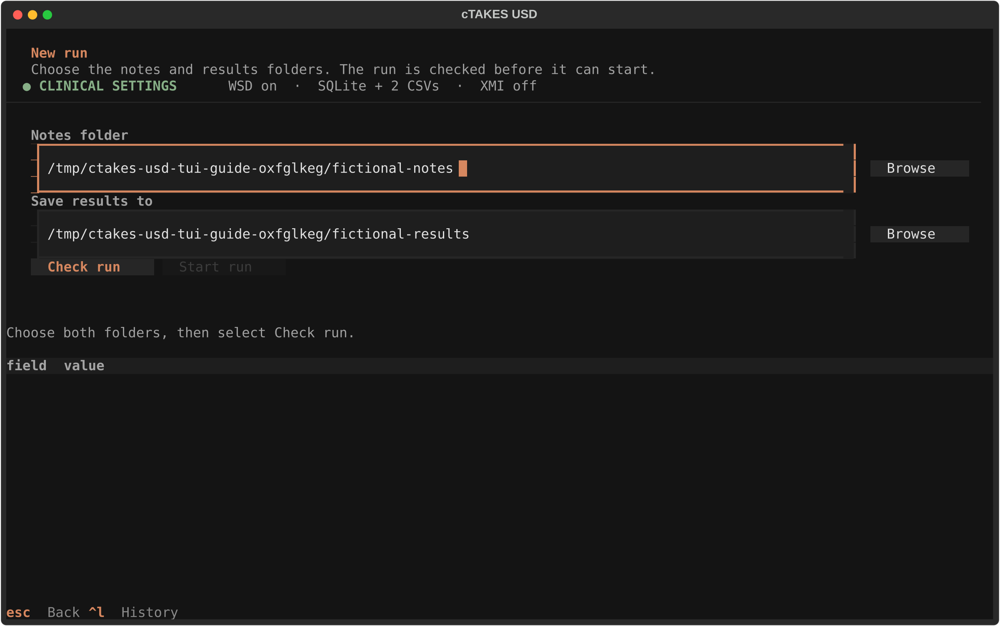 cTAKES USD
New run
Choose the notes and results folders. The run is checked before it can start.
● CLINICAL SETTINGS WSD on · SQLite + 2 CSVs · XMI off
Notes folder
/tmp/ctakes-usd-tui-guide-oxfglkeg/fictional-notes Browse
Save results to
/tmp/ctakes-usd-tui-guide-oxfglkeg/fictional-results Browse
Check run Start run
Choose both folders, then select Check run.
field value
esc Back ^l History